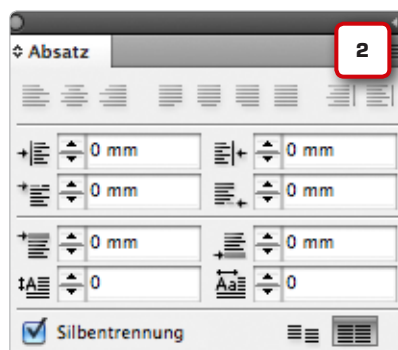 Absatz
2
0 mm 0 mm
0 mm 0 mm
0 mm 0 mm
0 0
Silbentrennung